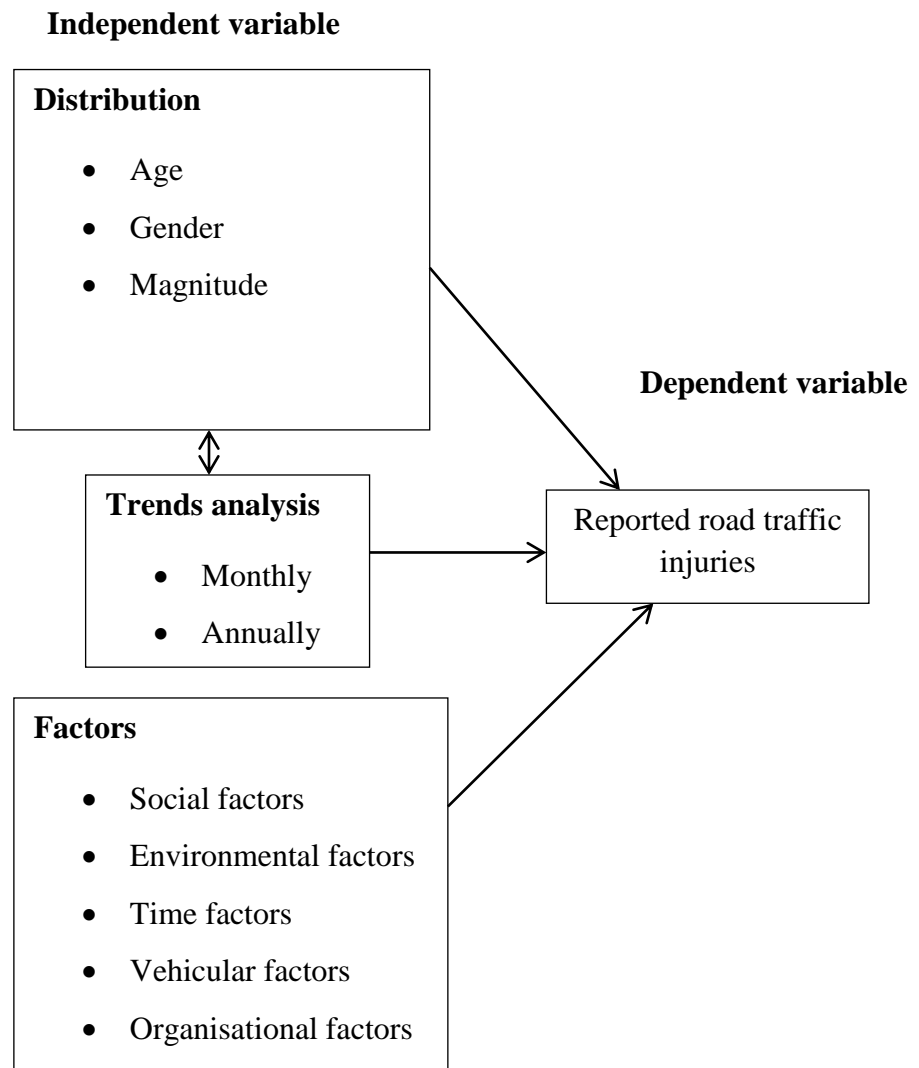 Independent variable
Distribution
• Age
• Gender
• Magnitude
Dependent variable
Trends analysis
• Monthly
• Annually
Reported road traffic
injuries
Factors
• Social factors
• Environmental factors
• Time factors
• Vehicular factors
• Organisational factors